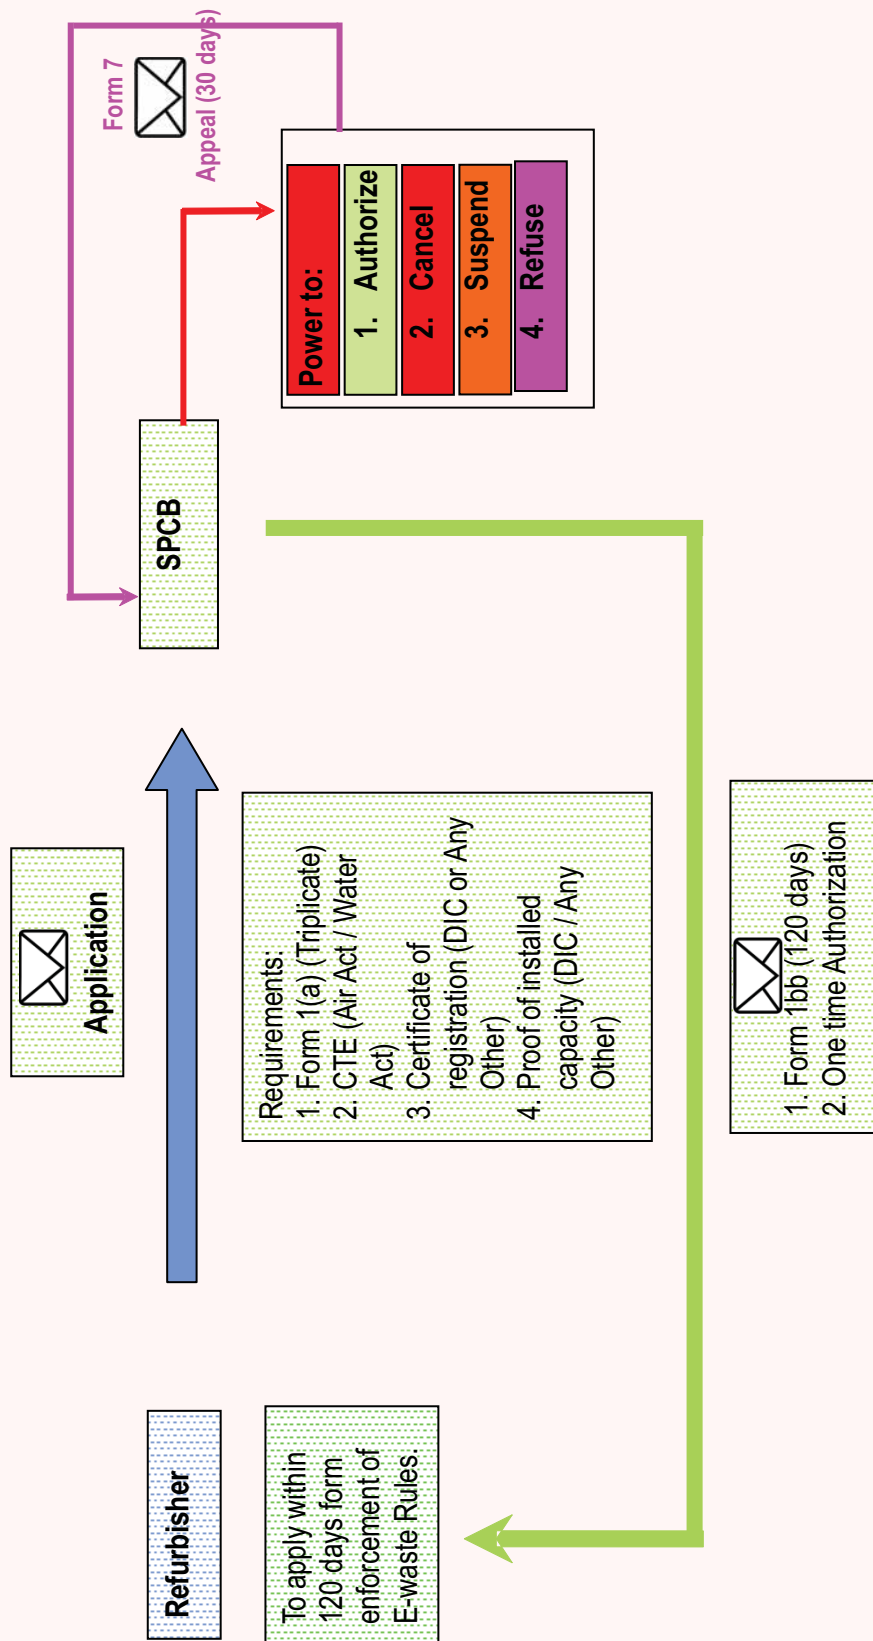 Refurbisher
To apply within
120 days form
enforcement of
E-waste Rules.
Application
Requirements:
1. Form 1(a) (Triplicate)
2. CTE (Air Act / Water
Act)
3. Certificate of
registration (DIC or Any
Other)
4. Proof of installed
capacity (DIC / Any
Other)
1. Form 1bb (120 days)
2. One time Authorization
SPCB
Power to:
1. Authorize
2. Cancel
3. Suspend
4. Refuse
Form 7
Appeal (30 days)